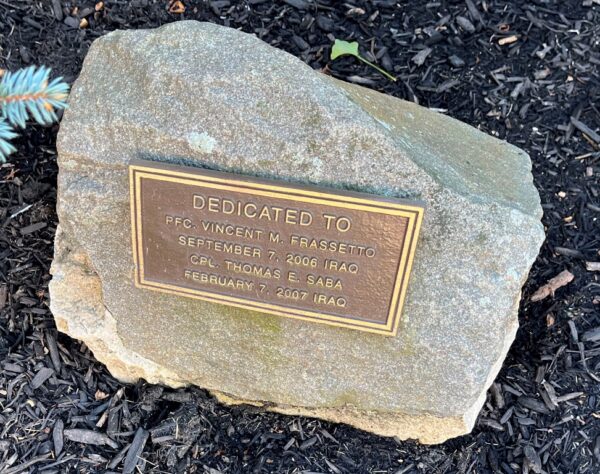 DEDICATED TO
PFC. VINCENT M. FRASSETTO
SEPTEMBER 7, 2006 IRAQ
CPL. THOMAS E. SABA
FEBRUARY 7, 2007 IRAQ